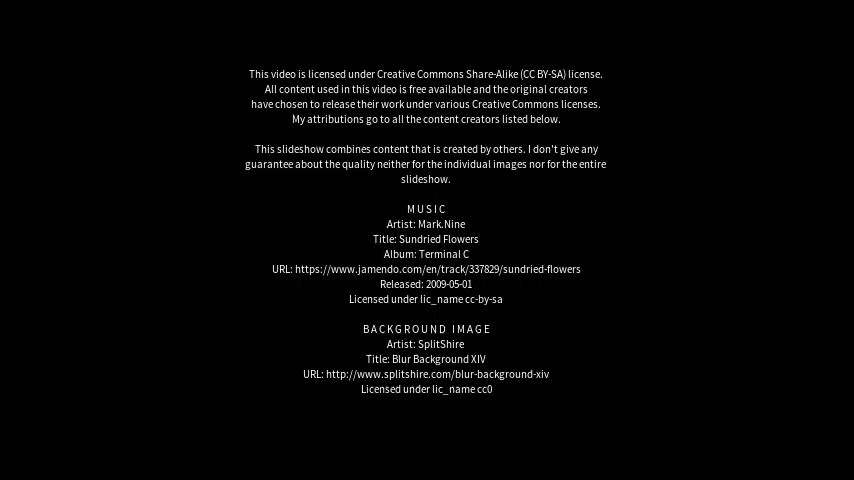 This video is licensed under Creative Commons Share-Alike (CC BY-SA) license.
All content used in this video is free available and the original creators
have chosen to release their work under various Creative Commons licenses.
My attributions go to all the content creators listed below.
This slideshow combines content that is created by others. I don't give any
guarantee about the quality neither for the individual images nor for the entire
slideshow.
MUSIC
Artist: Mark.Nine
Title: Sundried Flowers
Album: Terminal C
URL: https://www.jamendo.com/en/track/337829/sundried-flowers
Released: 2009-05-01
Licensed under lic_name cc-by-sa
BACKGROUND IMAGE
Artist: SplitShire
Title: Blur Background XIV
URL: http://www.splitshire.com/blur-background-xiv
Licensed under lic_name cc0